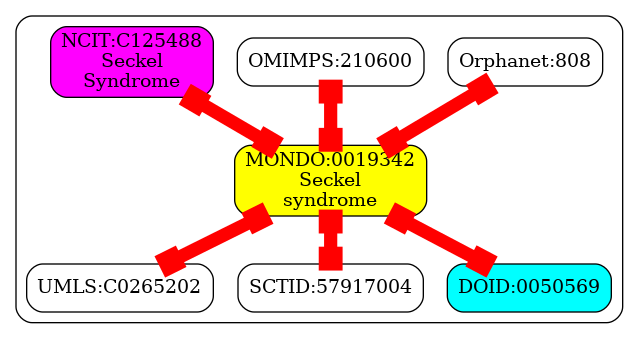 NCIT:C125488
Seckel
Syndrome
OMIMPS:210600
Orphanet:808
MONDO:0019342
Seckel
syndrome
UMLS:C0265202
SCTID:57917004
DOID:0050569